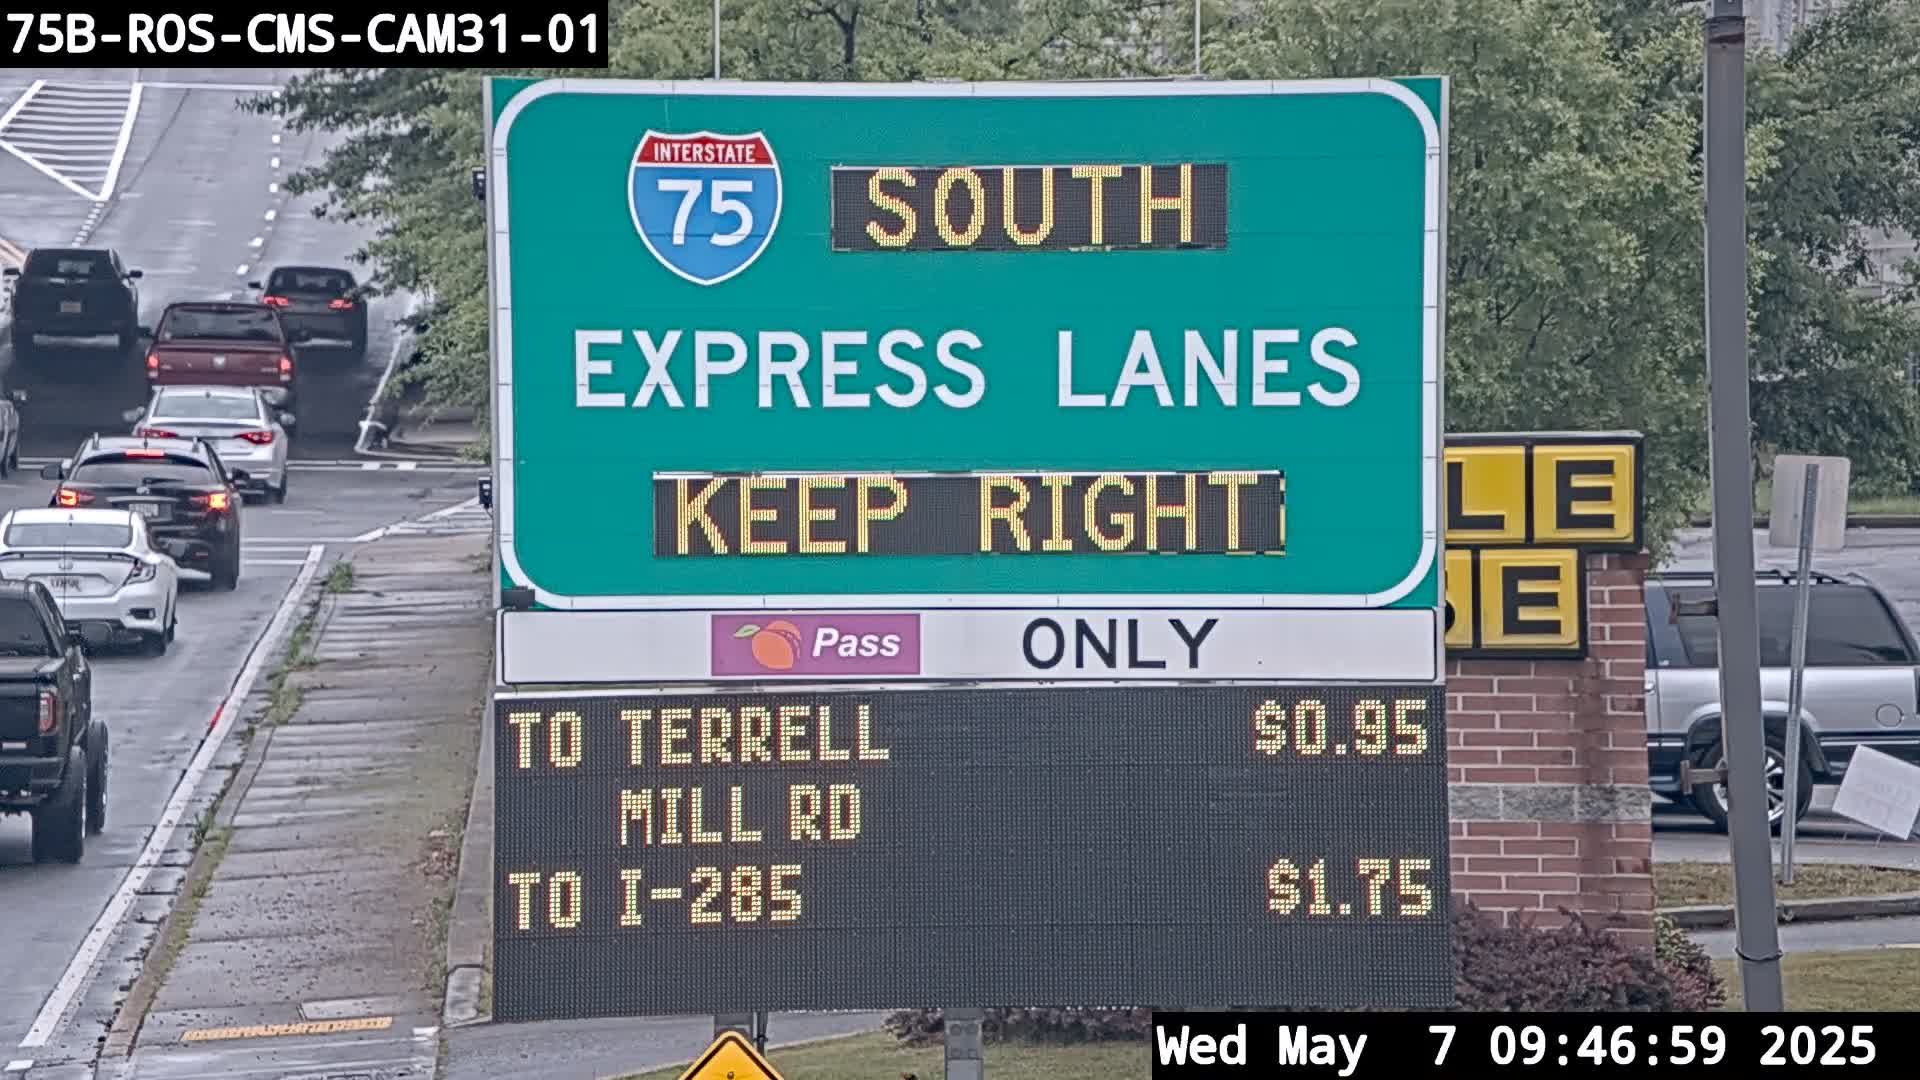 75B-ROS-CMS-CAM31-01
INTERSTATE
75
SOUTH
EXPRESS LANES
KEEP RIGHT
Pass ONLY
TO TERRELL $0.95
MILL RD
TO I-285 $1.75
LE
E
Wed May 7 09:46:59 2025